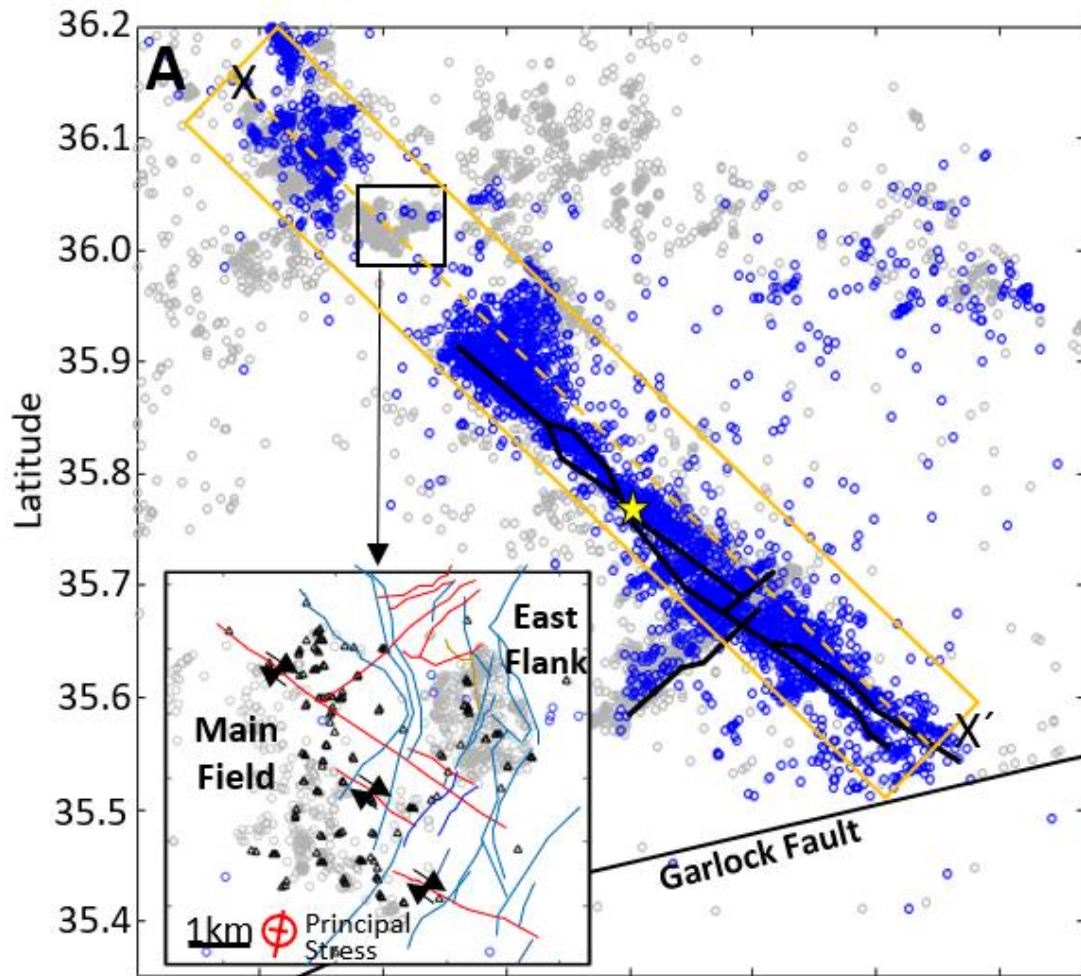 36.2
A
X
36.1
36.0
35.9
Latitude
35.8
35.7
East
Flank
35.6
Main
Field
X´
35.5
Garlock Fault
35.4
1km
Principal
Stress